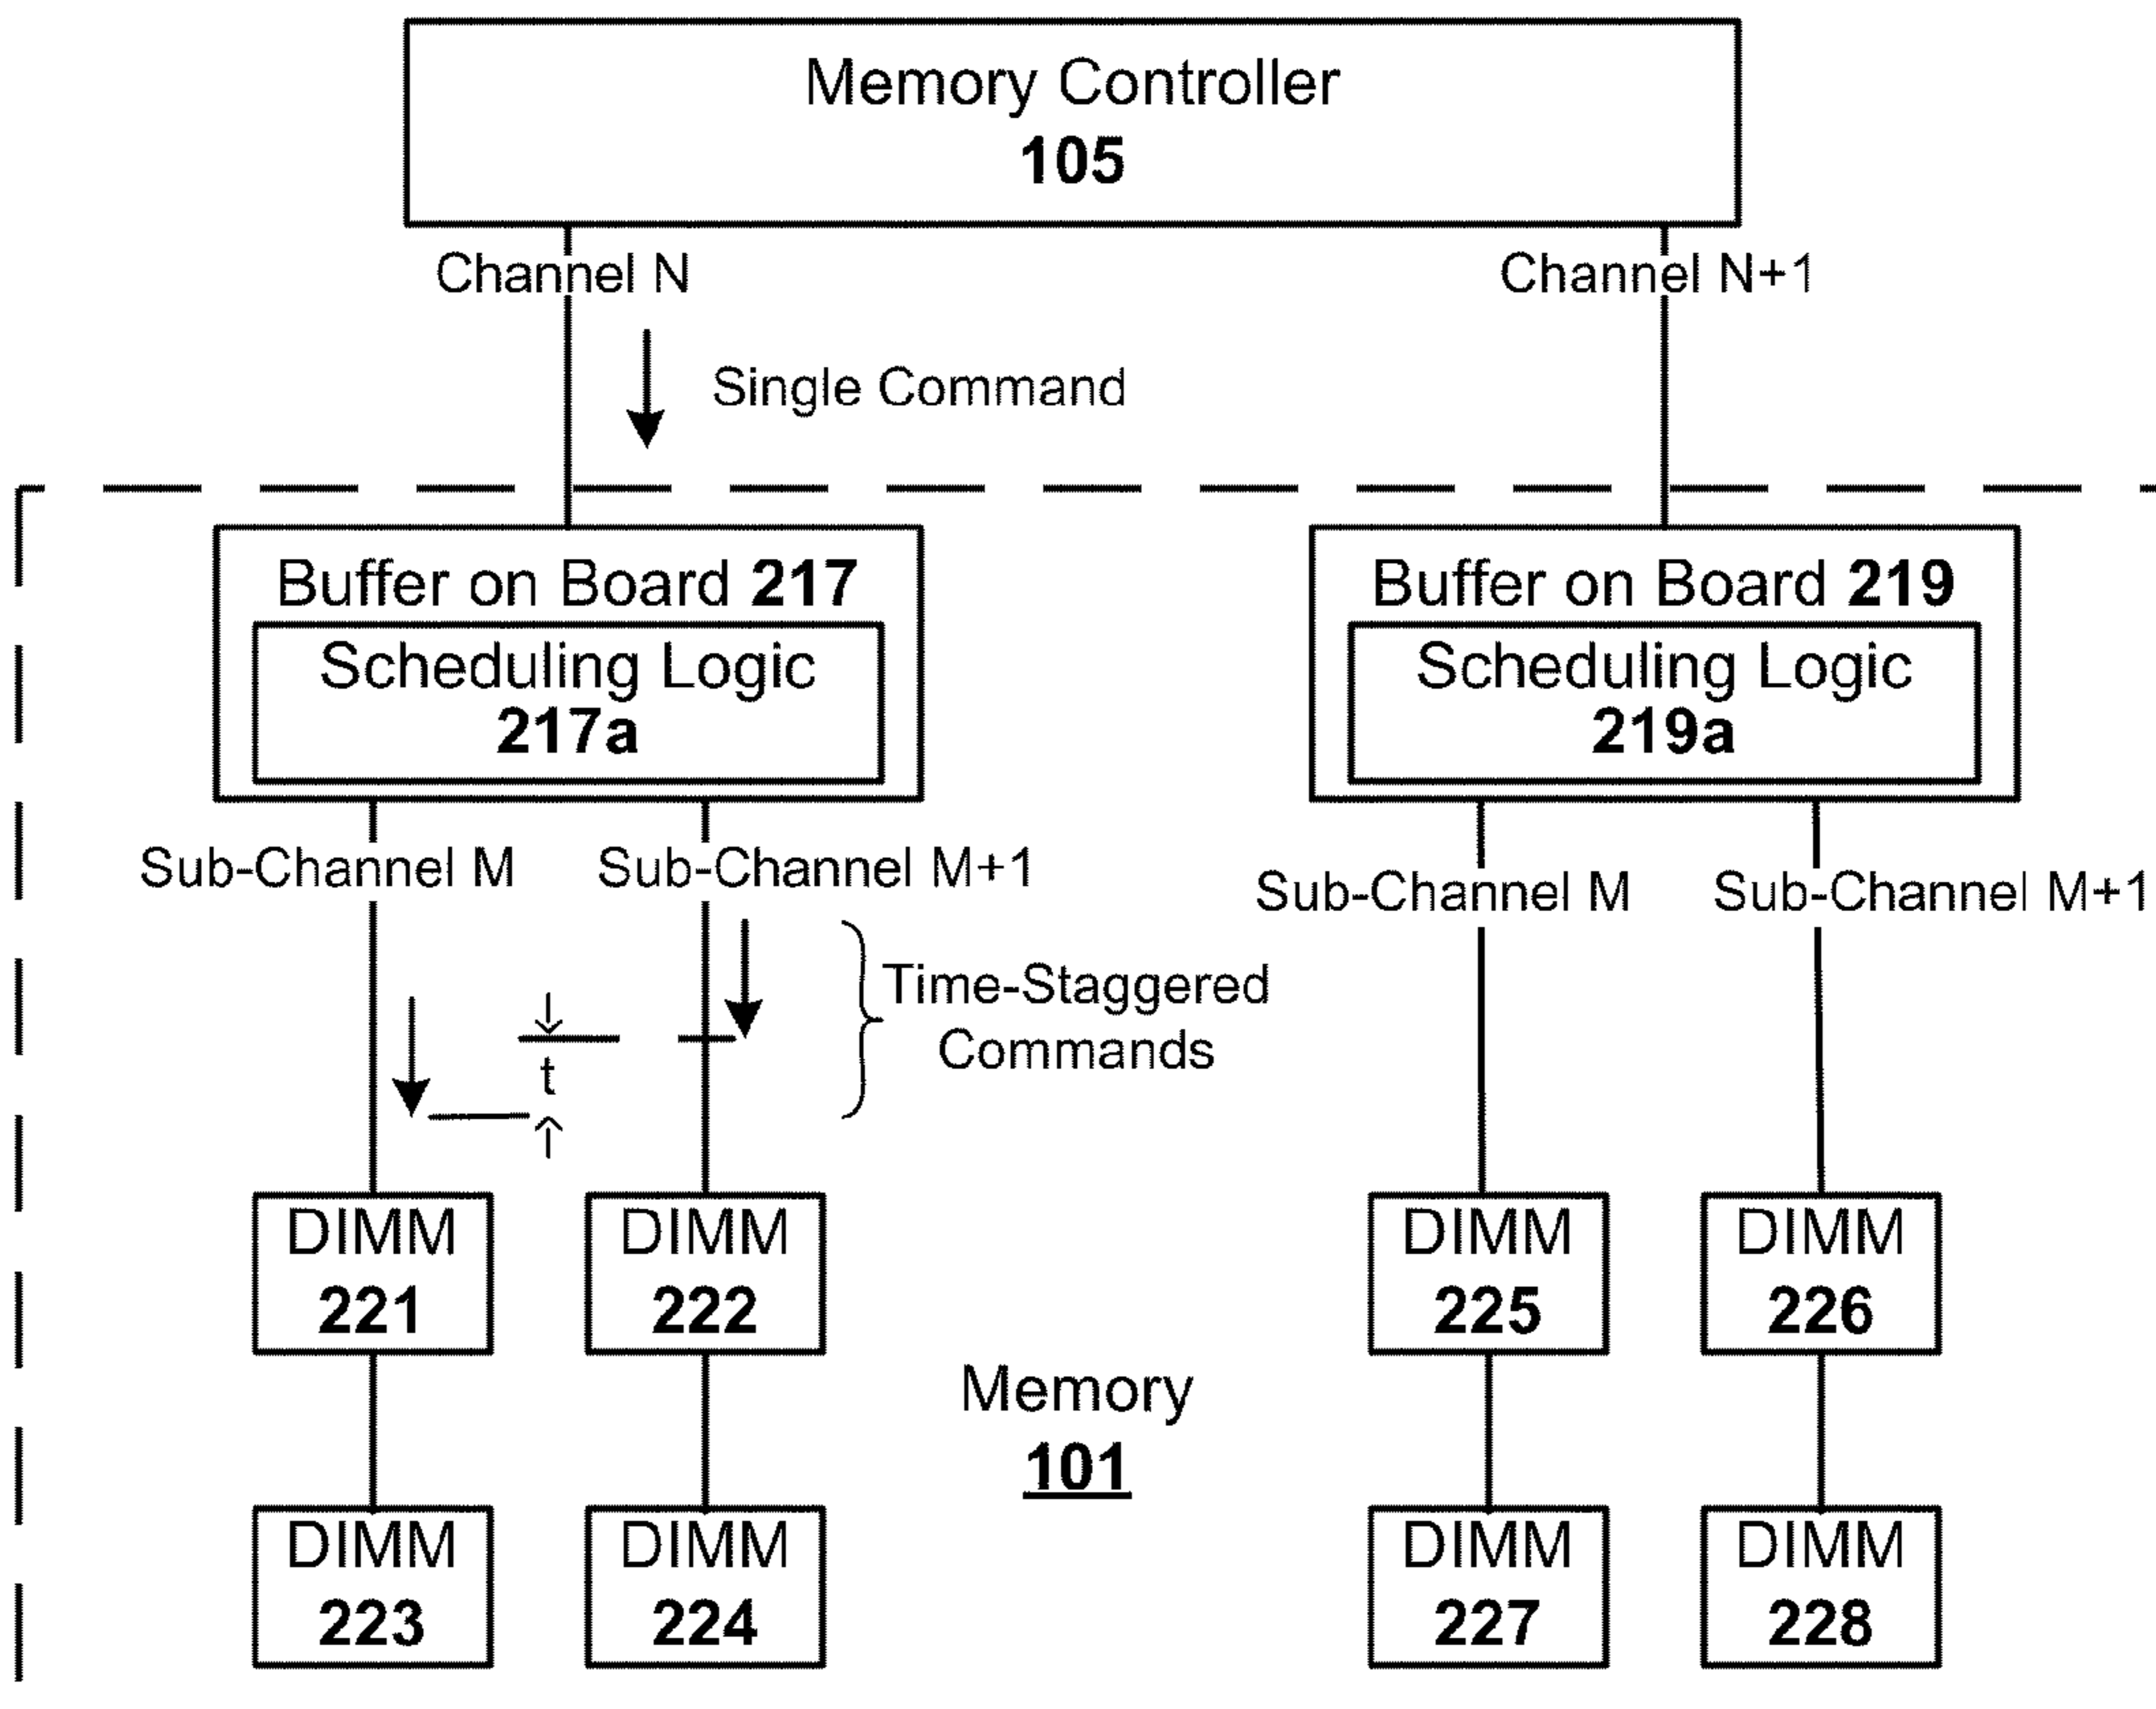 Memory Controller
105
Channel N
Channel N+1
Single Command
Buffer on Board 217
Scheduling Logic
217a
Buffer on Board 219
Scheduling Logic
219a
Sub-Channel M
Sub-Channel M+1
Sub-Channel M
Sub-Channel M+1
Time-Staggered
Commands
t
DIMM
221
DIMM
222
DIMM
225
DIMM
226
Memory
101
DIMM
223
DIMM
224
DIMM
227
DIMM
228